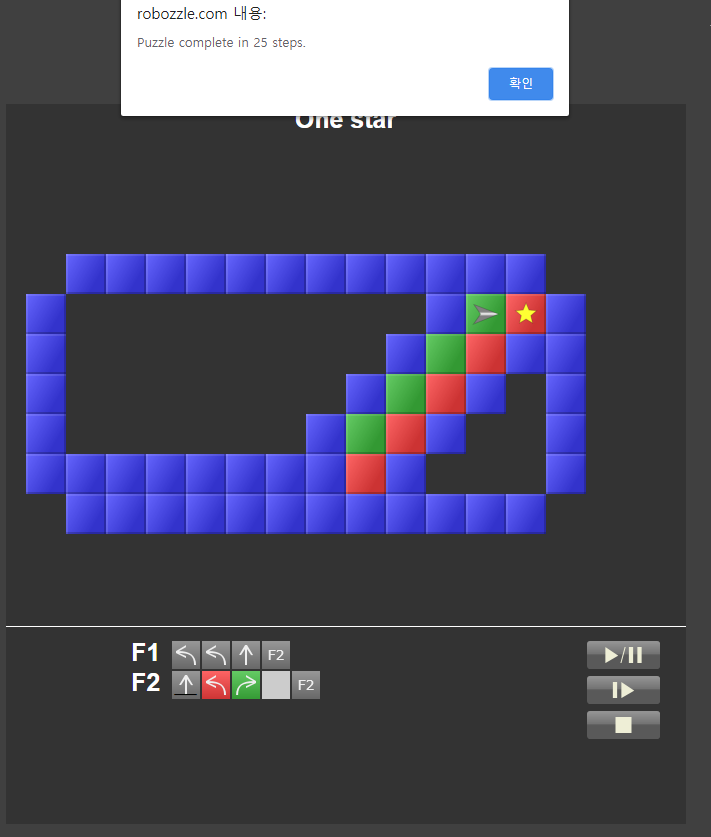 robozzle.com 내용:
Puzzle complete in 25 steps.
확인
One star
F1 F2
F2 F2